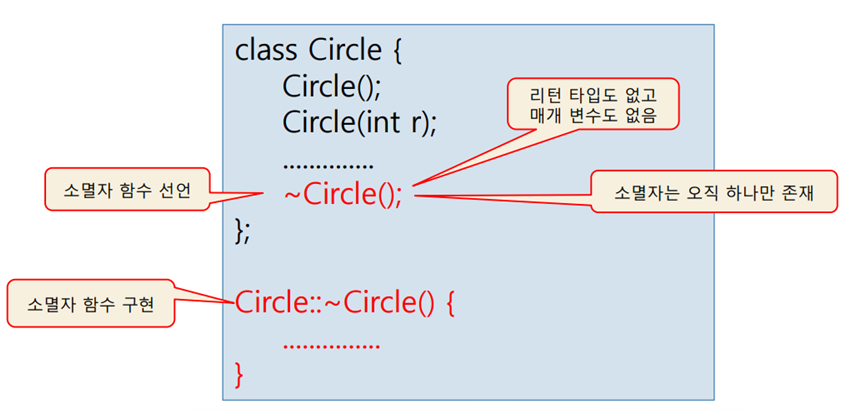 class Circle {
Circle();
Circle(int r);
리턴 타입도 없고
매개 변수도 없음
..............
소멸자 함수 선언
~Circle();
소멸자는 오직 하나만 존재
};
소멸자 함수 구현
Circle::~Circle() {
...............
}